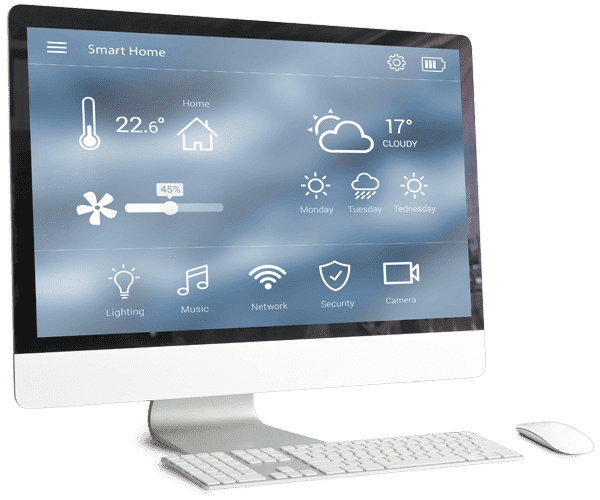 Smart Home
Home
22.6°
17°
CLOUDY
45%
Monday Tuesday Tednesday
Lighting Music Network Security Camera